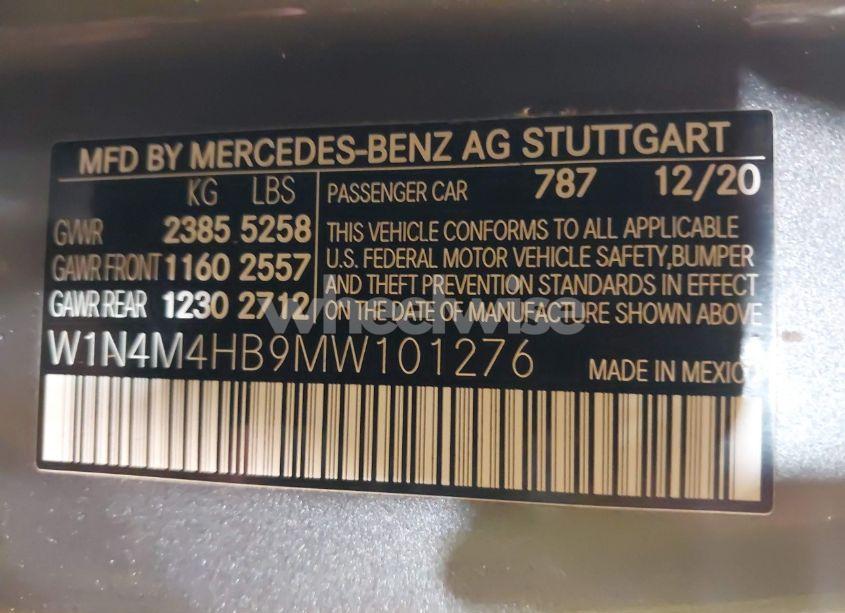 MFD BY MERCEDES-BENZ AG STUTTGART
KG LBS
GVWR 2385 5258
GAWR FRONT 1160 2557
GAWR REAR 1230 2712
PASSENGER CAR 787 12/20
THIS VEHICLE CONFORMS TO ALL APPLICABLE
U.S. FEDERAL MOTOR VEHICLE SAFETY,BUMPER
AND THEFT PREVENTION STANDARDS IN EFFECT
ON THE DATE OF MANUFACTURE SHOWN ABOVE
wheelwise
W1N4M4HB9MW101276
MADE IN MEXICO